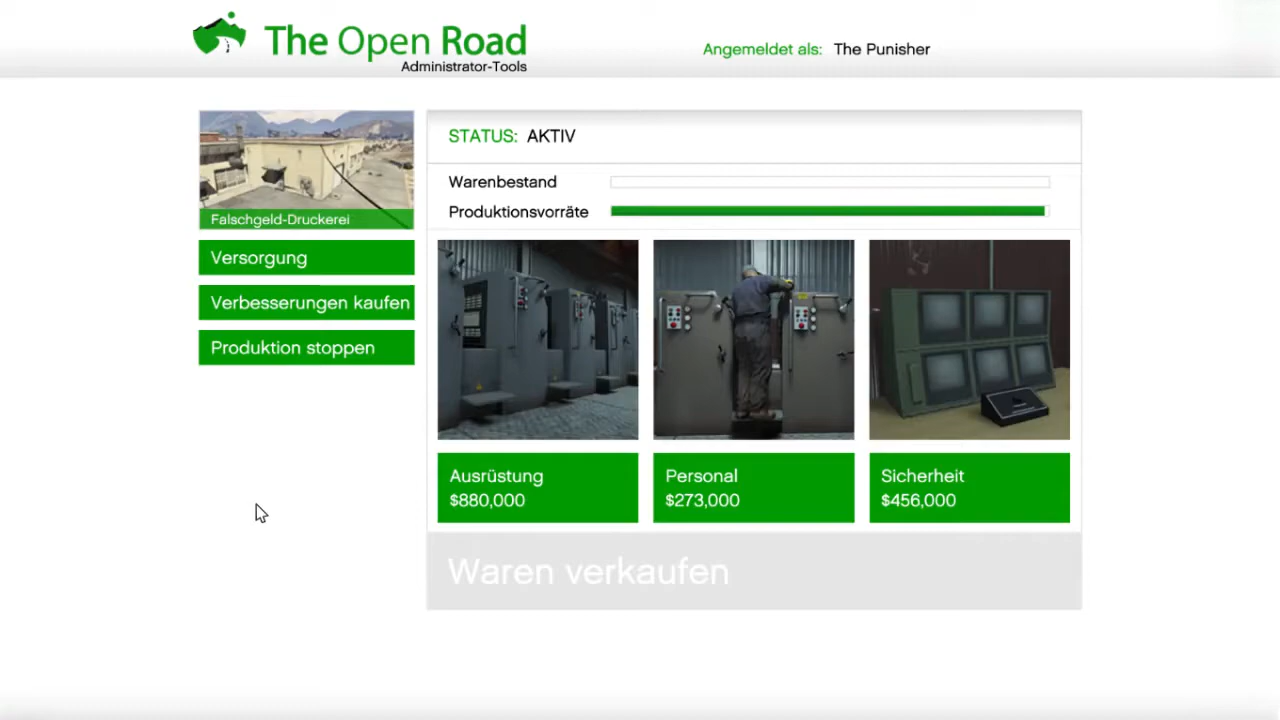 The Open Road
Administrator-Tools
Angemeldet als: The Punisher
Falschgeld-Druckerei
Versorgung
Verbesserungen kaufen
Produktion stoppen
STATUS: AKTIV
Warenbestand
Produktionsvorräte
Ausrüstung
$880,000
Personal
$273,000
Sicherheit
$456,000
Waren verkaufen